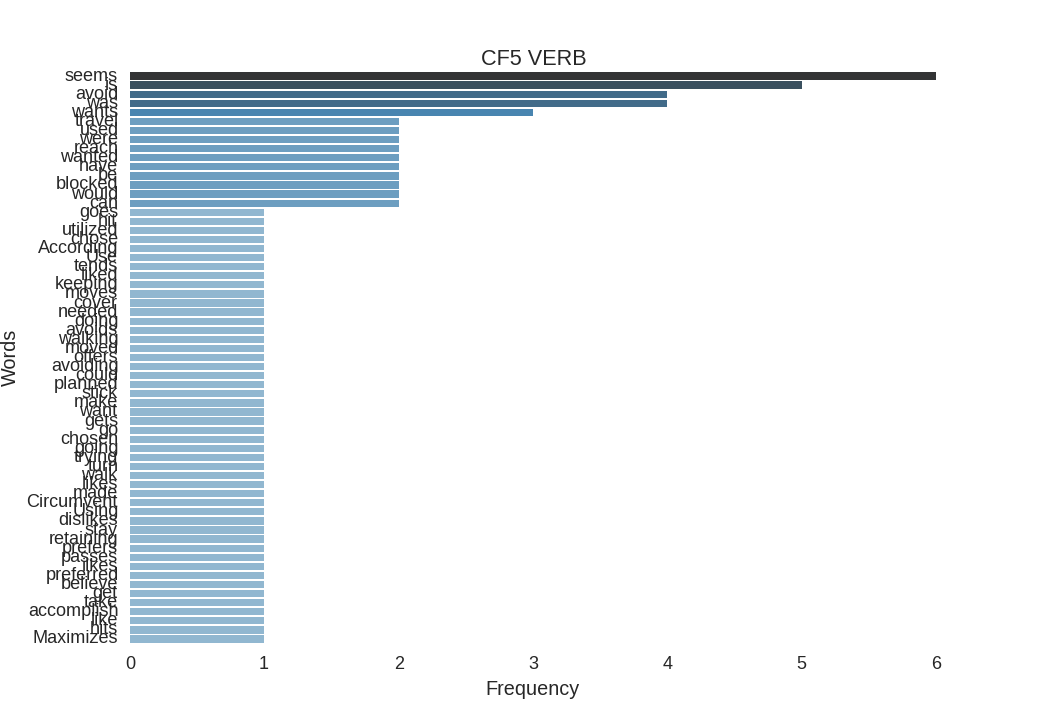 CF5 VERB
seems
is
avoid
was
wants
travel
used
were
reach
wanted
have
be
blocked
would
can
goes
hit
utilized
chose
According
Use
tends
liked
keeping
moves
cover
needed
doing
avoids
walking
moved
offers
avoiding
could
planned
stick
make
want
gets
go
chosen
going
trying
turn
walk
likes
made
Circumvent
Using
dislikes
stay
retaining
prefers
passes
likes
preferred
believe
get
take
accomplish
like
hits
Maximizes
Words
0 1 2 3 4 5 6
Frequency